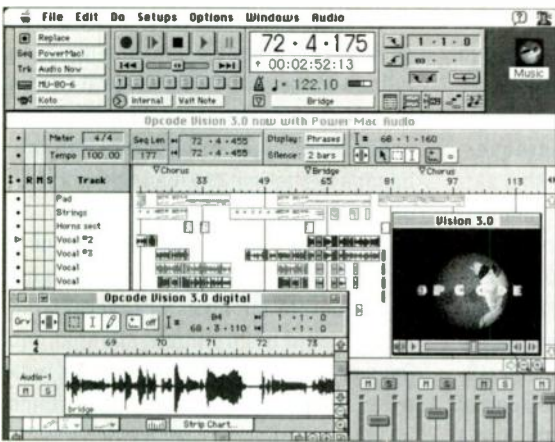 File Edit Do Setups Options Windows Audio
Replace
Seq PowerMac!
Trk Audio Now
MU-80-6
Koto
72 · 4 · 175
00:02:52:13
♩ = 122.10
Bridge
Internal Wait Note
1 · 1 · 0
Music
Opcode Vision 3.0 now with Power Mac Audio
Meter 4/4
Tempo 100.00
Seq Len
177
72 · 4 · 455
72 · 4 · 455
Display: Phrases
Silence: 2 bars
68 · 1 · 160
R M S Track
Chorus Bridge Chorus
33 49 65 81 97 113
Pad
Strings
Horns sect
Vocal #2
Vocal #3
Vocal
Vocal
Vision 3.0
OPCODE
Opcode Vision 3.0 digital
off
B4
68 · 3 · 110
1 · 1 · 0
1 · 1 · 0
4
4
69 70 71 72 73
Audio-1
M S
bridge
Strip Chart...
M S M S M S M S